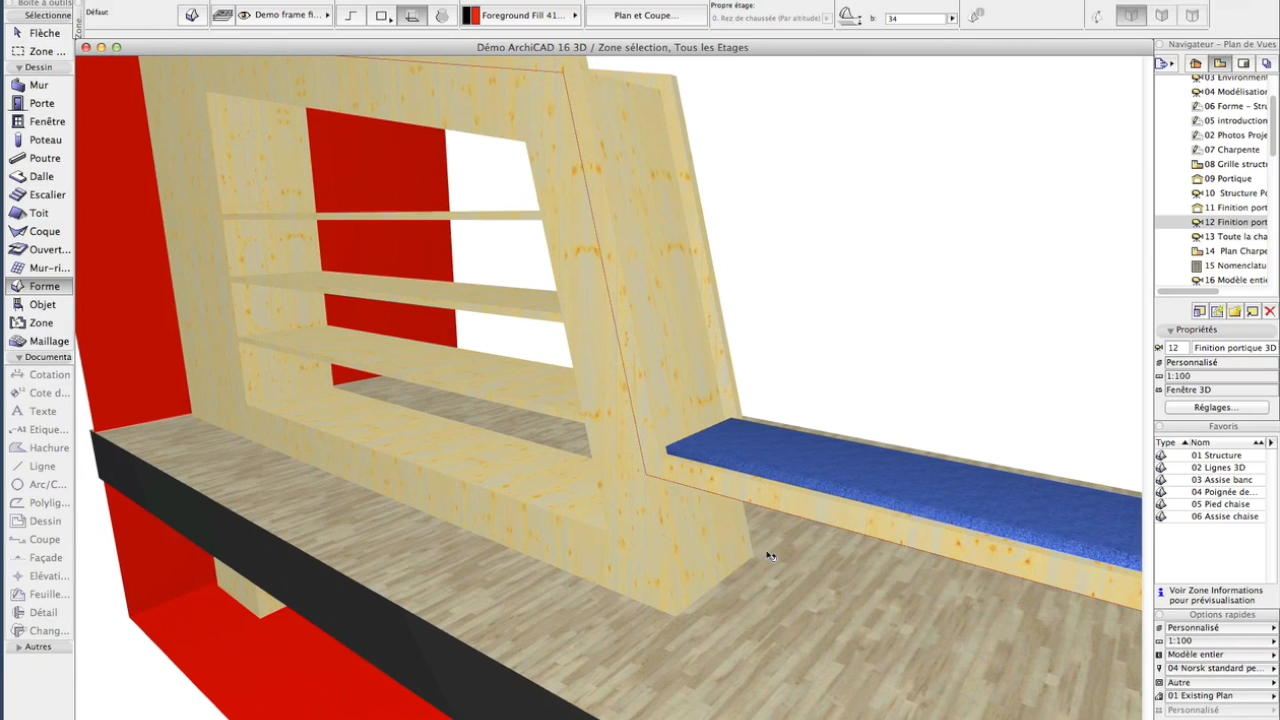 Boîte à outils
Flèche
Zone ...
Dessin
Mur
Porte
Fenêtre
Poteau
Poutre
Dalle
Escalier
Toit
Coque
Ouvert...
Mur-ri...
Forme
Objet
Zone
Maillage
Documenta
Cotation
Cote d...
Texte
Etique...
Hachure
Ligne
Arc/C...
Polylig...
Dessin
Coupe
Façade
Elévati...
Feuille...
Détail
Chang...
Autres
Défaut
Demo frame fi...
Foreground Fill 41...
Plan et Coupe...
Propre étage:
0. Rez de chaussée (Par altitude)
b:
34
Démo ArchiCAD 16 3D / Zone sélection, Tous les Etages
Navigateur - Plan de Vues
03 Environnem
04 Modélisation
06 Forme - Stru
05 introduction
02 Photos Proje
07 Charpente
08 Grille struct
09 Portique
10 Structure Po
11 Finition port
12 Finition port
13 Toute la cha
14 Plan Charpe
15 Nomenclatu
16 Modèle entie
Propriétés
12
Finition portique 3D
Personnalisé
1:100
Fenêtre 3D
Réglages...
Favoris
Type
Nom
01 Structure
02 Lignes 3D
03 Assise banc
04 Poignée de...
05 Pied chaise
06 Assise chaise
Voir Zone Informations
pour prévisualisation
Options rapides
Personnalisé
1:100
Modèle entier
04 Norsk standard pe...
Autre
01 Existing Plan
Personnalisé